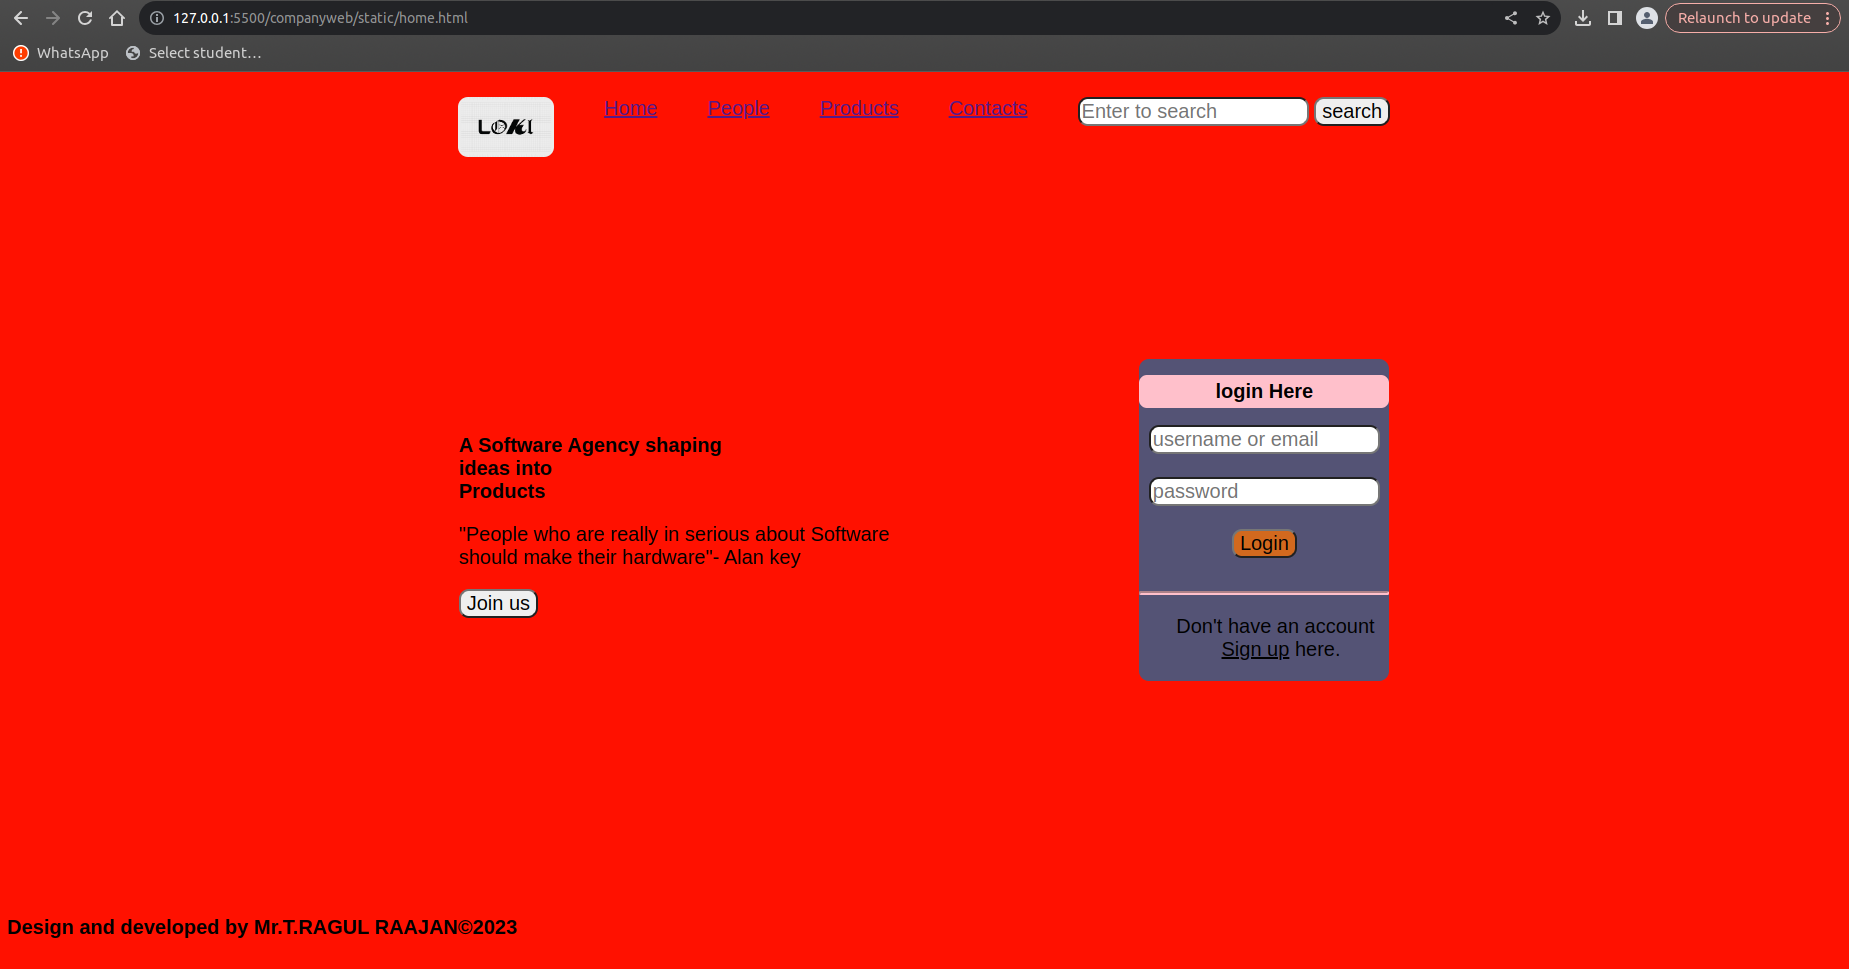 127.0.0.1:5500/companyweb/static/home.html
Relaunch to update
WhatsApp
Select student…
LOKI
Home
People
Products
Contacts
Enter to search
search
login Here
username or email
password
Login
Don't have an account
Sign up here.
A Software Agency shaping
ideas into
Products
"People who are really in serious about Software
should make their hardware"- Alan key
Join us
Design and developed by Mr.T.RAGUL RAAJAN©2023